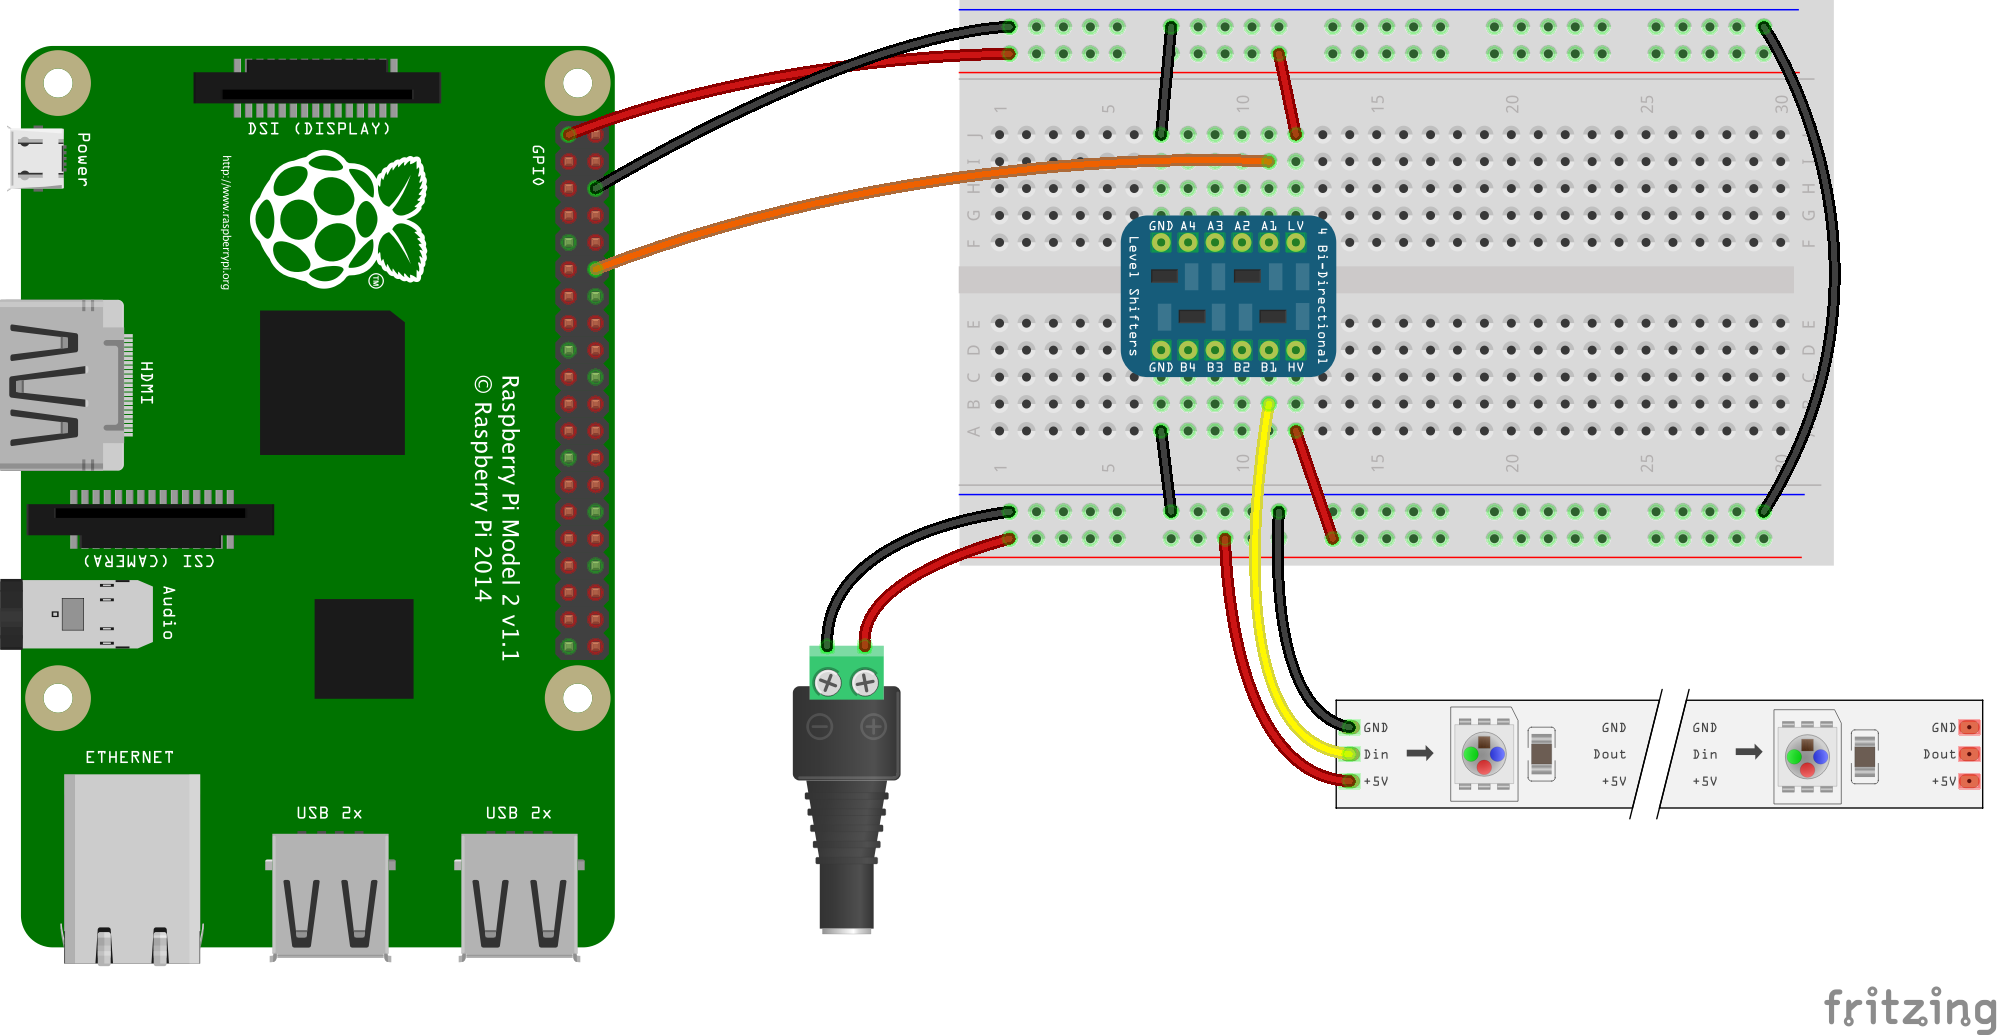 DSI (DISPLAY)
Power
http://www.raspberrypi.org
TM
GPIO
HDMI
Raspberry Pi Model 2 v1.1
© Raspberry Pi 2014
CSI (CAMERA)
Audio
ETHERNET
USB 2x
USB 2x
1 5 10 15 20 25 30
J
I I
H H
G G
F F
GND A4 A3 A2 A1 LV
Level Shifters
4 Bi-Directional
GND B4 B3 B2 B1 HV
E E
D D
C C
B
A
1 5 10 15 20 25 30
GND GND GND GND
Din Dout Din Dout
+5V +5V +5V +5V
fritzing